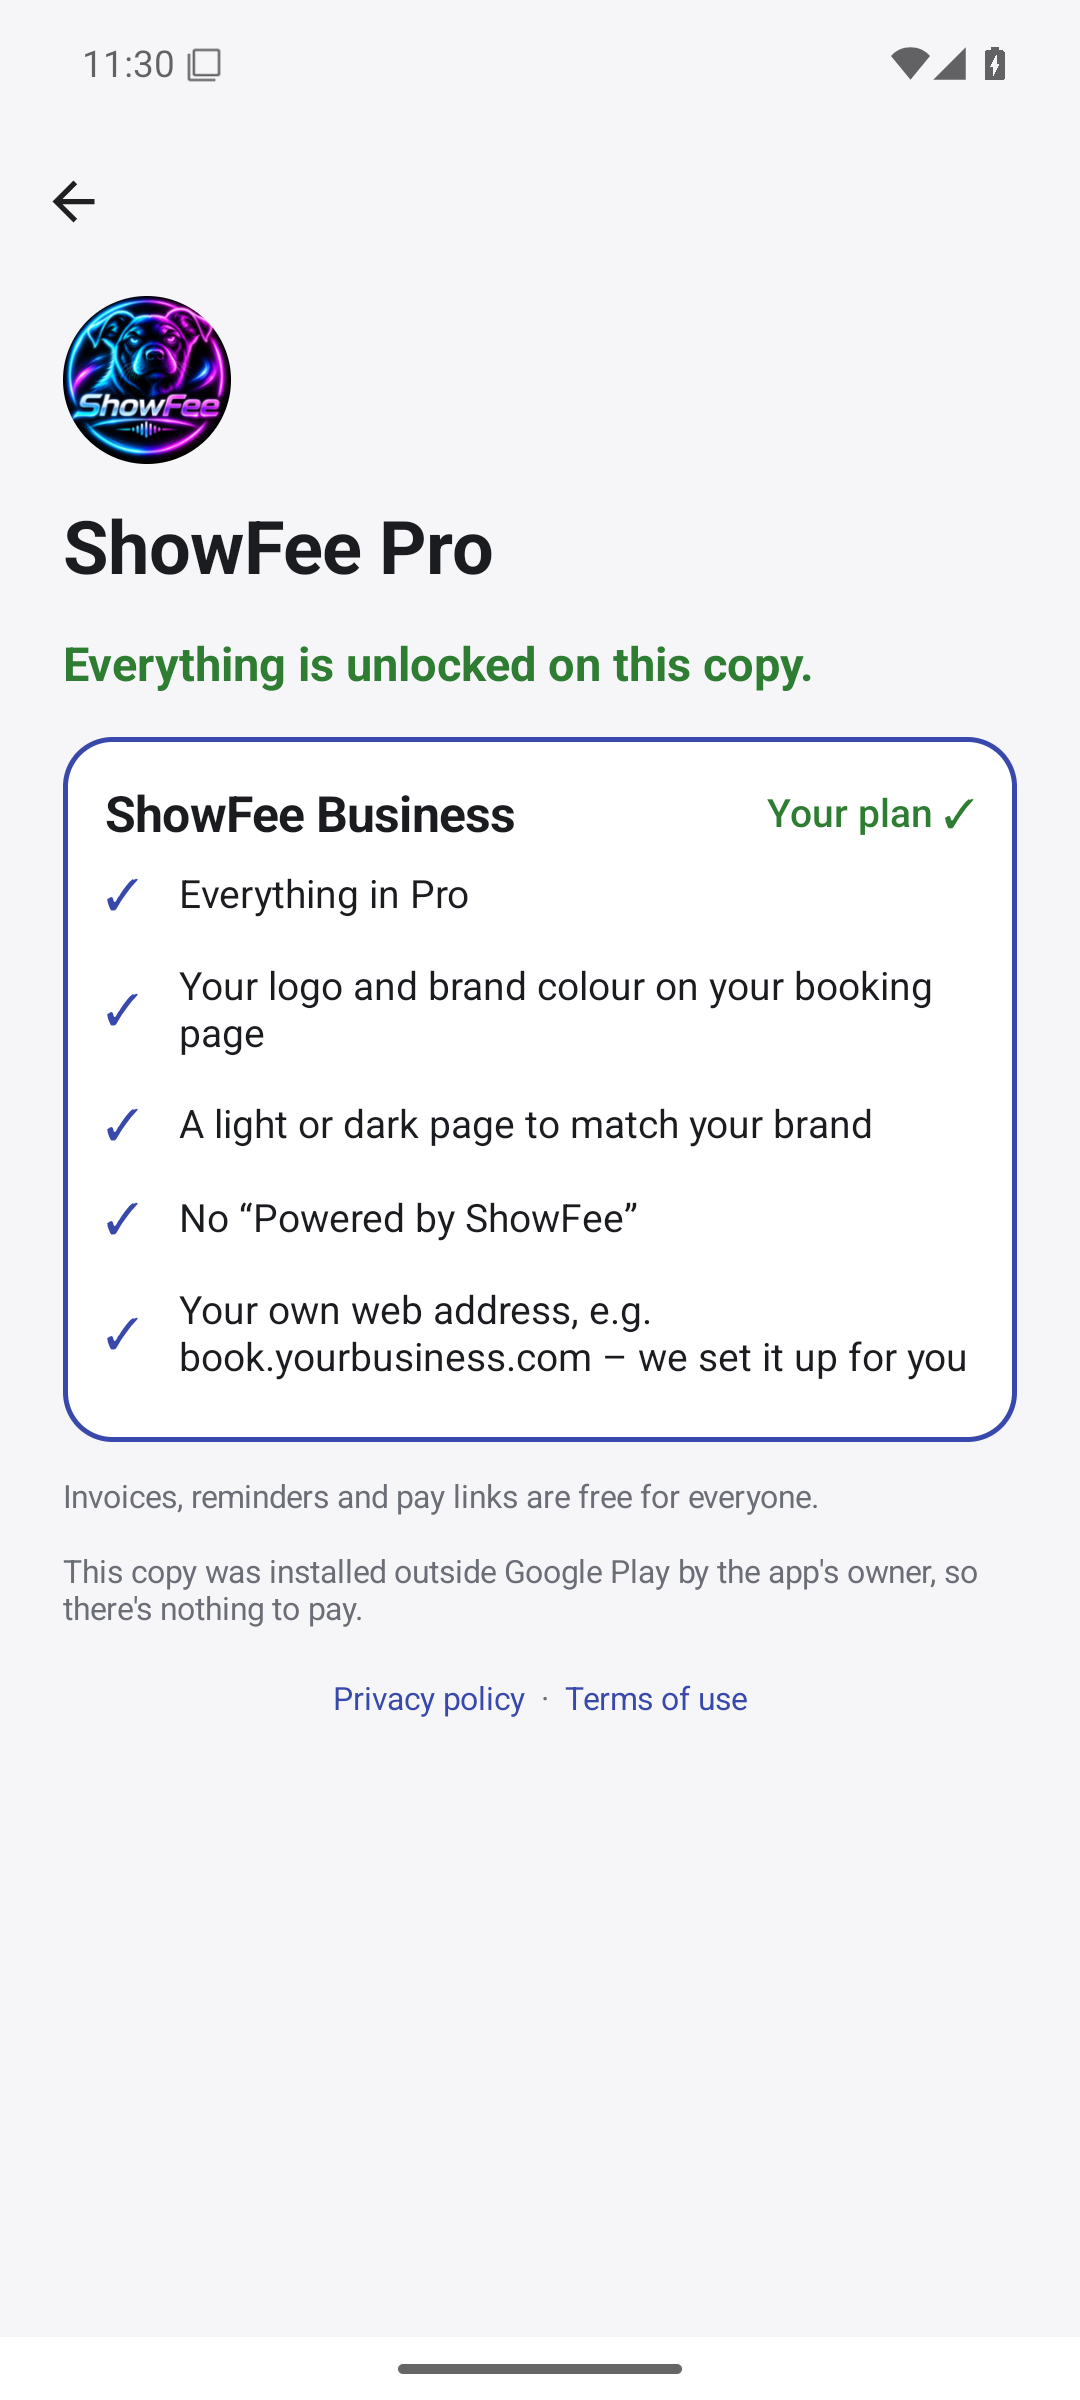 11:30
ShowFee
ShowFee Pro
Everything is unlocked on this copy.
ShowFee Business
Your plan ✓
✓ Everything in Pro
✓ Your logo and brand colour on your booking
page
✓ A light or dark page to match your brand
✓ No “Powered by ShowFee”
✓ Your own web address, e.g.
book.yourbusiness.com – we set it up for you
Invoices, reminders and pay links are free for everyone.
This copy was installed outside Google Play by the app's owner, so
there's nothing to pay.
Privacy policy · Terms of use